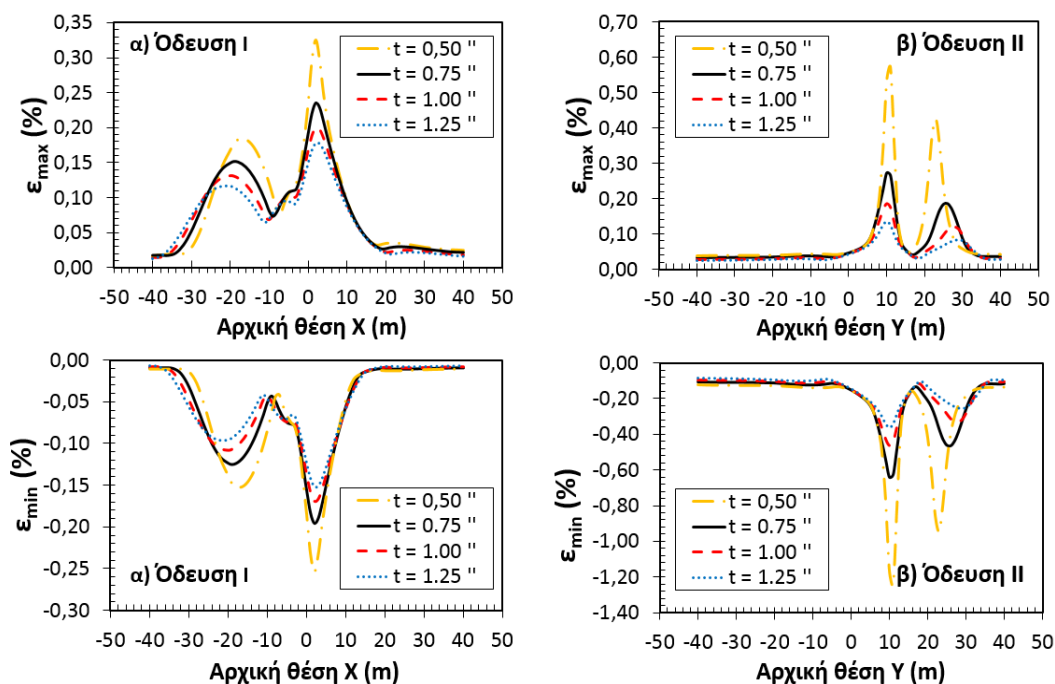 α) Όδευση Ι
t = 0,50 "
t = 0.75 "
t = 1.00 "
t = 1.25 "
εmax (%)
0,35
0,30
0,25
0,20
0,15
0,10
0,05
0,00
-50 -40 -30 -20 -10 0 10 20 30 40 50
Αρχική θέση Χ (m)
β) Όδευση ΙΙ
t = 0,50 "
t = 0.75 "
t = 1.00 "
t = 1.25 "
εmax (%)
0,70
0,60
0,50
0,40
0,30
0,20
0,10
0,00
-50 -40 -30 -20 -10 0 10 20 30 40 50
Αρχική θέση Υ (m)
εmin (%)
0,00
-0,05
-0,10
-0,15
-0,20
-0,25
-0,30
t = 0,50 "
t = 0.75 "
t = 1.00 "
t = 1.25 "
α) Όδευση Ι
-50 -40 -30 -20 -10 0 10 20 30 40 50
Αρχική θέση Χ (m)
εmin (%)
0,00
-0,20
-0,40
-0,60
-0,80
-1,00
-1,20
-1,40
t = 0,50 "
t = 0.75 "
t = 1.00 "
t = 1.25 "
β) Όδευση ΙΙ
-50 -40 -30 -20 -10 0 10 20 30 40 50
Αρχική θέση Υ (m)